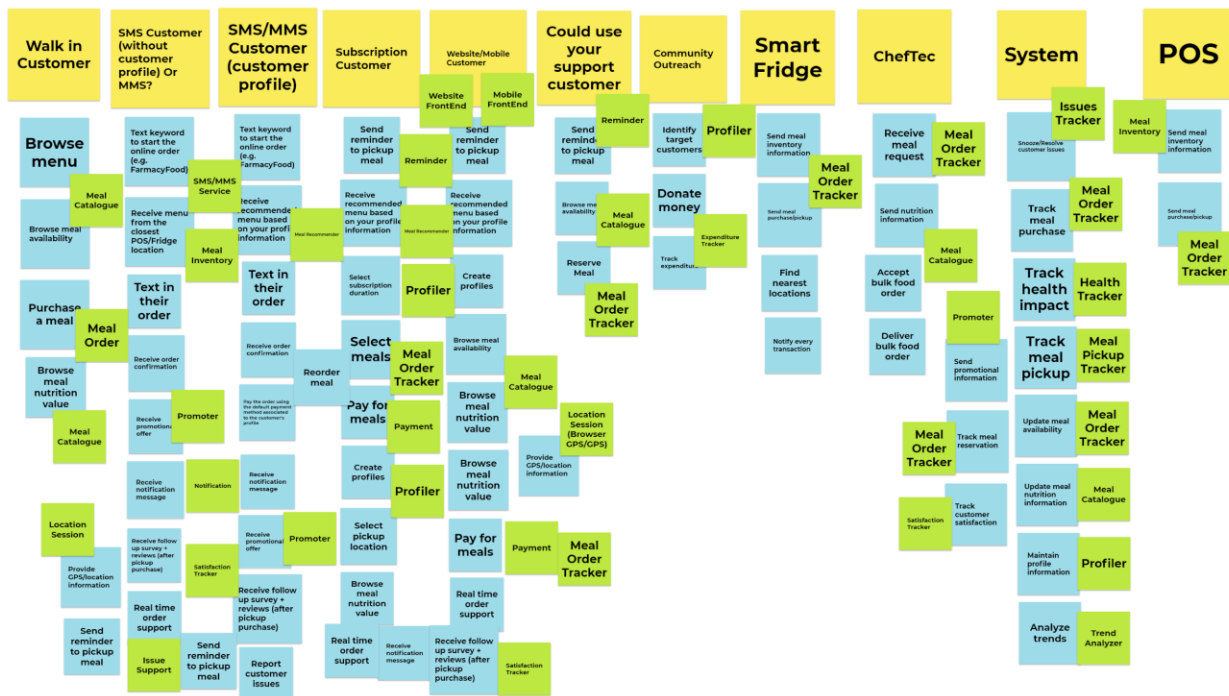 Walk in
Customer
SMS Customer
(without
customer
profile) Or
MMS?
SMS/MMS
Customer
(customer
profile)
Subscription
Customer
Website/Mobile
Customer
Could use
your
support
customer
Community
Outreach
Smart
Fridge
ChefTec
System
POS
Website
FrontEnd
Mobile
FrontEnd
Browse
menu
Meal
Catalogue
Browse meal
availability
Purchase
a meal
Meal
Order
Browse
meal
nutrition
value
Meal
Catalogue
Location
Session
Provide
GPS/location
information
Send
reminder
to pickup
meal
Text keyword
to start the
online order
(e.g.
FarmacyFood)
SMS/MMS
Service
Receive menu
from the
closest
POS/Fridge
location
Meal
Inventory
Text in
their
order
Receive order
confirmation
Receive
promotional
offer
Promoter
Receive
notification
message
Notification
Receive follow
up survey +
reviews (after
pickup
purchase)
Satisfaction
Tracker
Real time
order
support
Issue
Support
Send
reminder
to pickup
meal
Text keyword
to start the
online order
(e.g.
FarmacyFood)
Receive
recommended
menu based
on your profile
information
Meal Recommender
Text in
their
order
Receive order
confirmation
Reorder
meal
Pay the order using
the default payment
method associated
to the customer's
profile
Receive
notification
message
Receive
promotional
offer
Promoter
Receive follow
up survey +
reviews (after
pickup
purchase)
Report
customer
issues
Send
reminder
to pickup
meal
Reminder
Receive
recommended
menu based on
your profile
information
Meal Recommender
Select
subscription
duration
Profiler
Select
meals
Meal
Order
Tracker
Pay for
meals
Payment
Create
profiles
Profiler
Select
pickup
location
Browse
meal
nutrition
value
Real time
order
support
Receive
notification
message
Send
reminder
to pickup
meal
Receive
recommended
menu based on
your profile
information
Create
profiles
Browse meal
availability
Meal
Catalogue
Browse
meal
nutrition
value
Browse
meal
nutrition
value
Provide
GPS/location
information
Location
Session
(Browser
GPS/GPS)
Pay for
meals
Payment
Meal
Order
Tracker
Real time
order
support
Receive follow up
survey +
reviews (after
pickup
purchase)
Satisfaction
Tracker
Send
reminder
to pickup
meal
Reminder
Browse meal
availability
Meal
Catalogue
Reserve
Meal
Meal
Order
Tracker
Identify
target
customers
Profiler
Donate
money
Expenditure
Tracker
Track
expenditure
Send meal
inventory
information
Meal
Order
Tracker
Send meal
purchase/pickup
Find
nearest
locations
Notify every
transaction
Receive
meal
request
Meal
Order
Tracker
Send nutrition
information
Meal
Catalogue
Accept
bulk food
order
Deliver
bulk food
order
Promoter
Send
promotional
information
Meal
Order
Tracker
Track meal
reservation
Satisfaction
Tracker
Track
customer
satisfaction
Issues
Tracker
Snooze/Resolve
customer issues
Track
meal
purchase
Meal
Order
Tracker
Track
health
impact
Health
Tracker
Track
meal
pickup
Meal
Pickup
Tracker
Update meal
availability
Meal
Order
Tracker
Update meal
nutrition
information
Meal
Catalogue
Maintain
profile
information
Profiler
Analyze
trends
Trend
Analyzer
Meal
Inventory
Send meal
inventory
information
Send meal
purchase/pickup
Meal
Order
Tracker